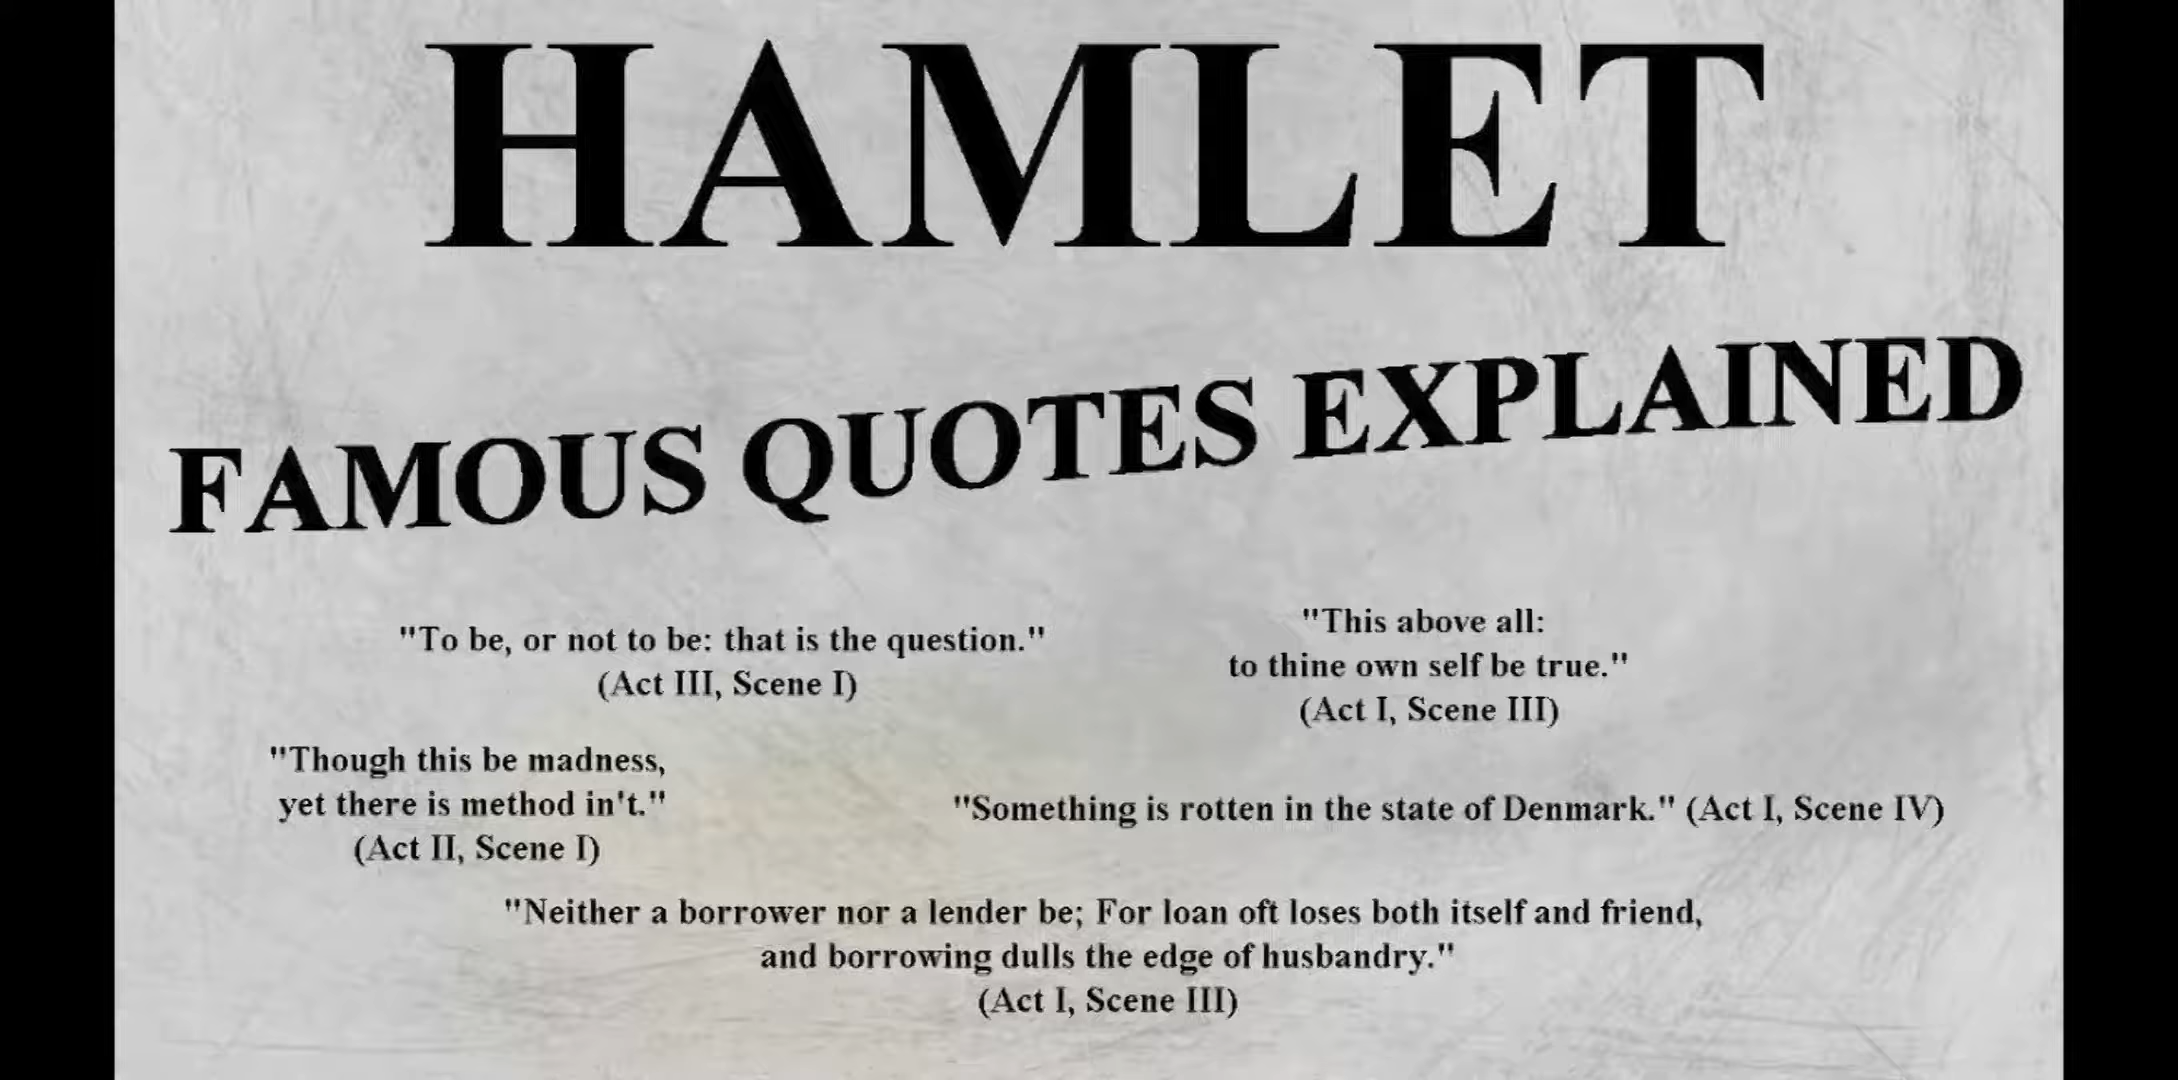 HAMLET
FAMOUS QUOTES EXPLAINED
"To be, or not to be: that is the question."
(Act III, Scene I)
"This above all:
to thine own self be true."
(Act I, Scene III)
"Though this be madness,
yet there is method in't."
(Act II, Scene I)
"Something is rotten in the state of Denmark." (Act I, Scene IV)
"Neither a borrower nor a lender be; For loan oft loses both itself and friend,
and borrowing dulls the edge of husbandry."
(Act I, Scene III)